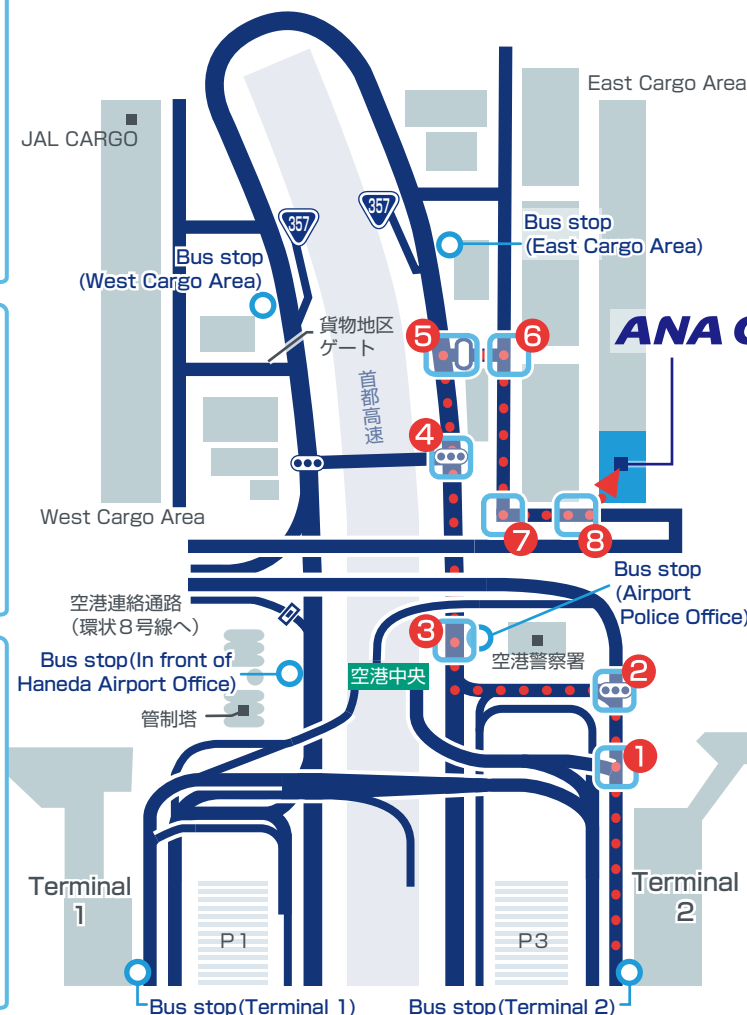 East Cargo Area
JAL CARGO
357
357
Bus stop
(East Cargo Area)
Bus stop
(West Cargo Area)
貨物地区
ゲート
ANA
5
6
首都高速
4
West Cargo Area
7
8
Bus stop
(Airport
Police Office)
空港連絡通路
(環状8号線へ)
3
空港警察署
Bus stop(In front of
Haneda Airport Office)
空港中央
2
管制塔
1
Terminal
1
Terminal
2
P1
P3
Bus stop(Terminal 1)
Bus stop(Terminal 2)